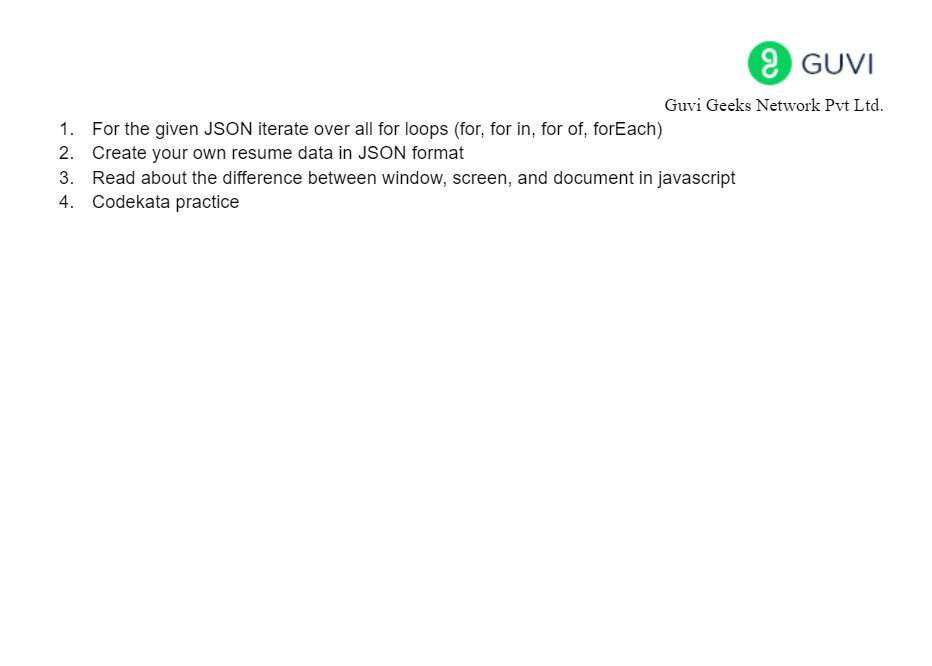 GUVI
Guvi Geeks Network Pvt Ltd.
1. For the given JSON iterate over all for loops (for, for in, for of, forEach)
2. Create your own resume data in JSON format
3. Read about the difference between window, screen, and document in javascript
4. Codekata practice